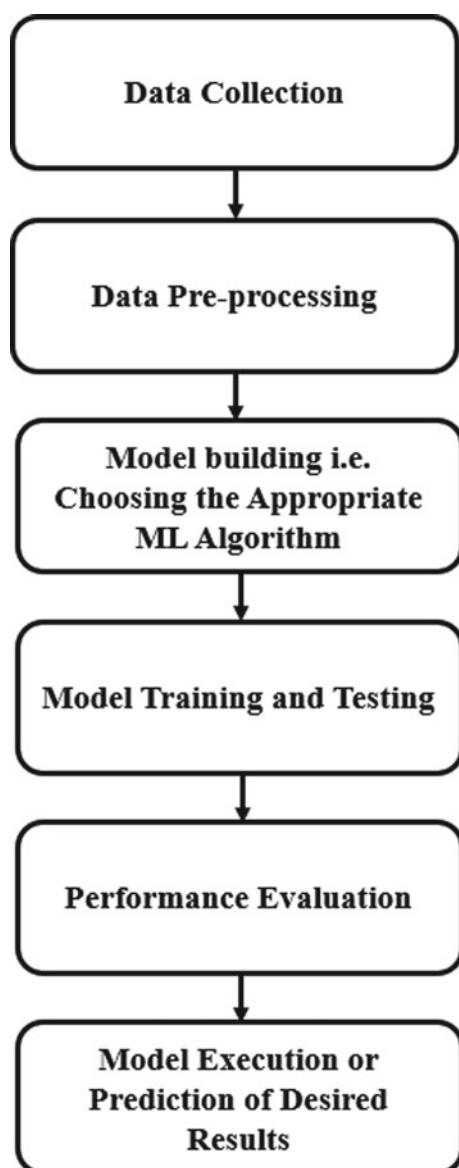 Data Collection
Data Pre-processing
Model building i.e.
Choosing the Appropriate
ML Algorithm
Model Training and Testing
Performance Evaluation
Model Execution or
Prediction of Desired
Results